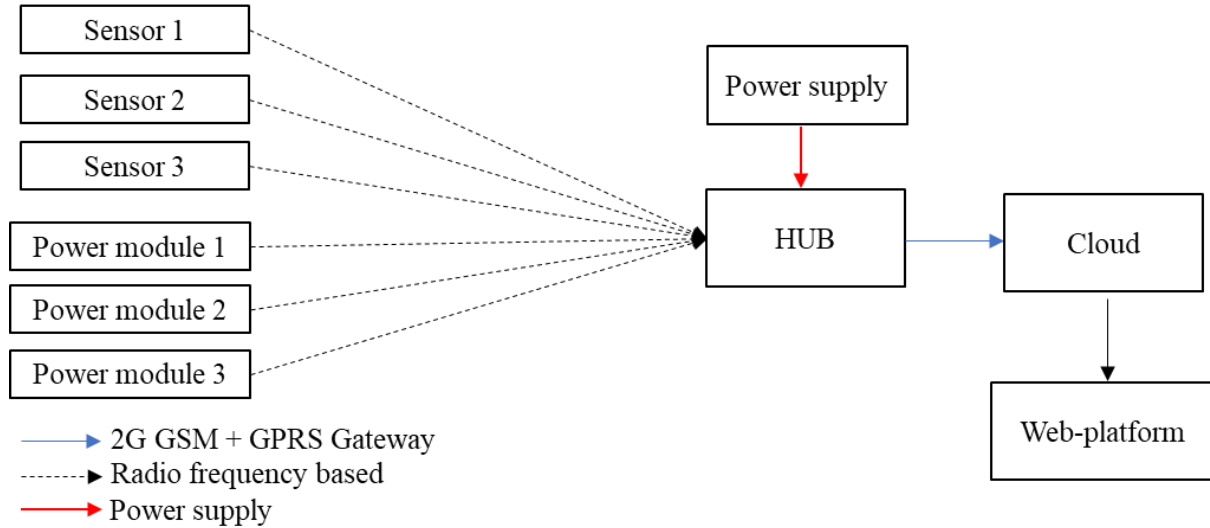 Sensor 1
Sensor 2
Sensor 3
Power module 1
Power module 2
Power module 3
Power supply
HUB
Cloud
Web-platform
2G GSM + GPRS Gateway
Radio frequency based
Power supply